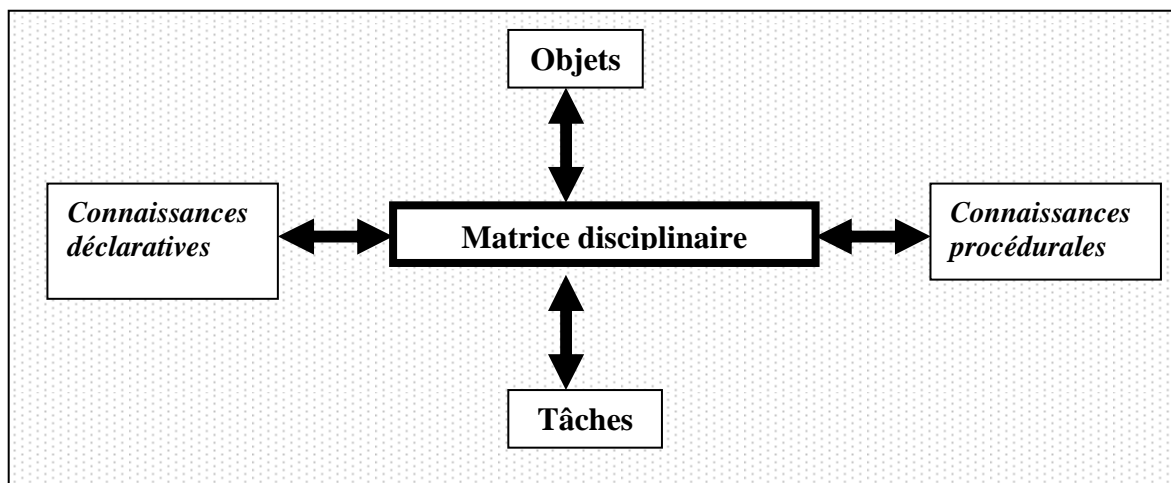 Objets
Connaissances
déclaratives
Matrice disciplinaire
Connaissances
procédurales
Tâches